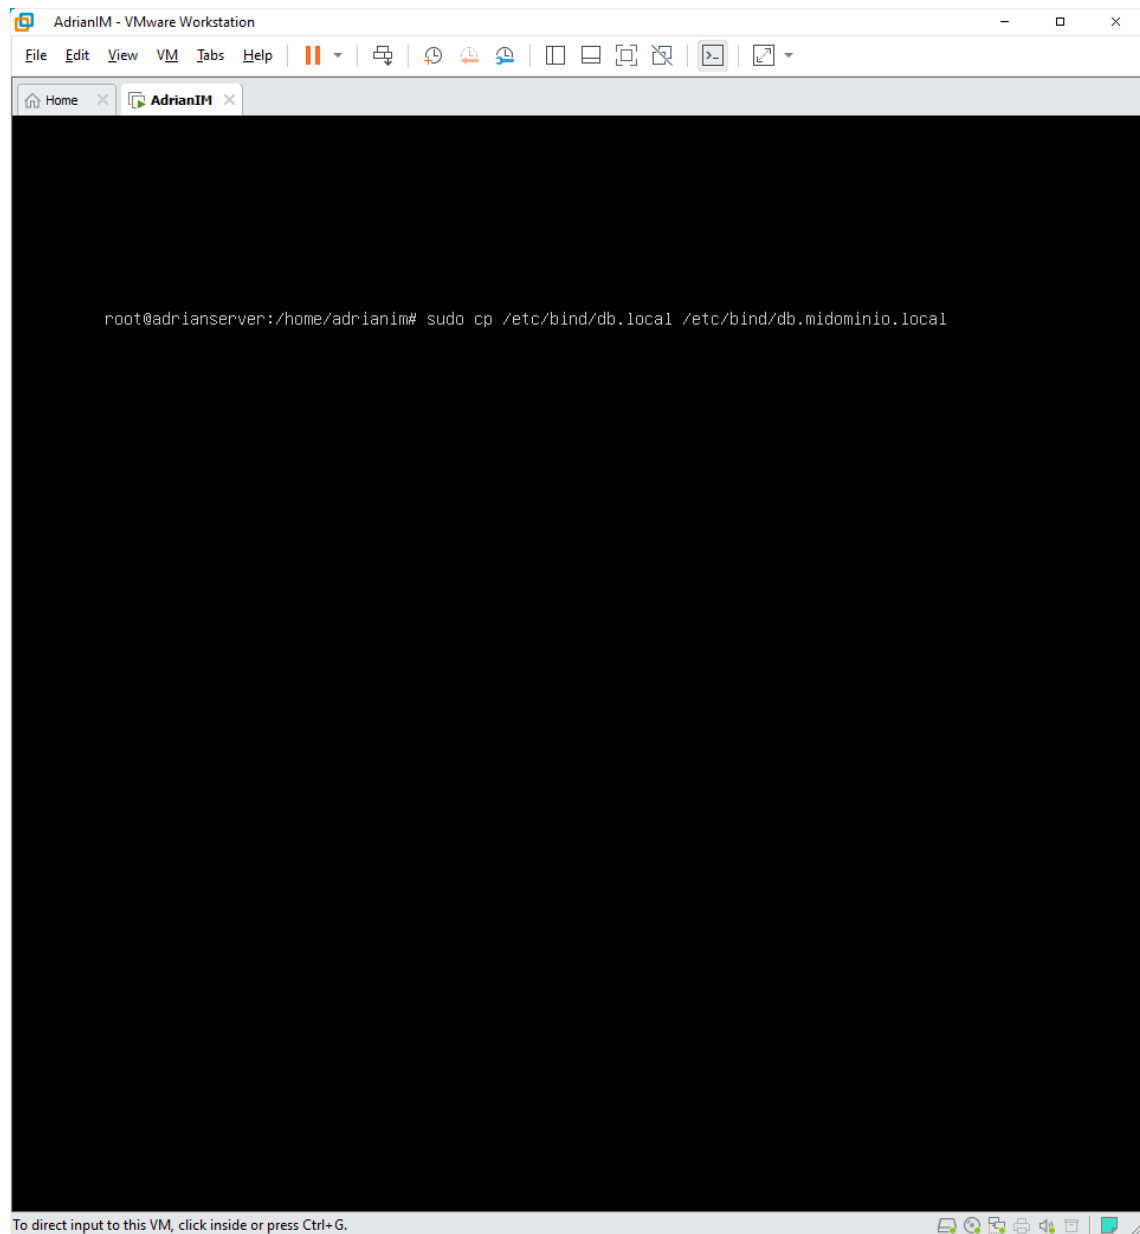 AdrianIM - VMware Workstation
File Edit View VM Tabs Help
Home AdrianIM
root@adrianserver:/home/adrianim# sudo cp /etc/bind/db.local /etc/bind/db.midominio.local
To direct input to this VM, click inside or press Ctrl+G.